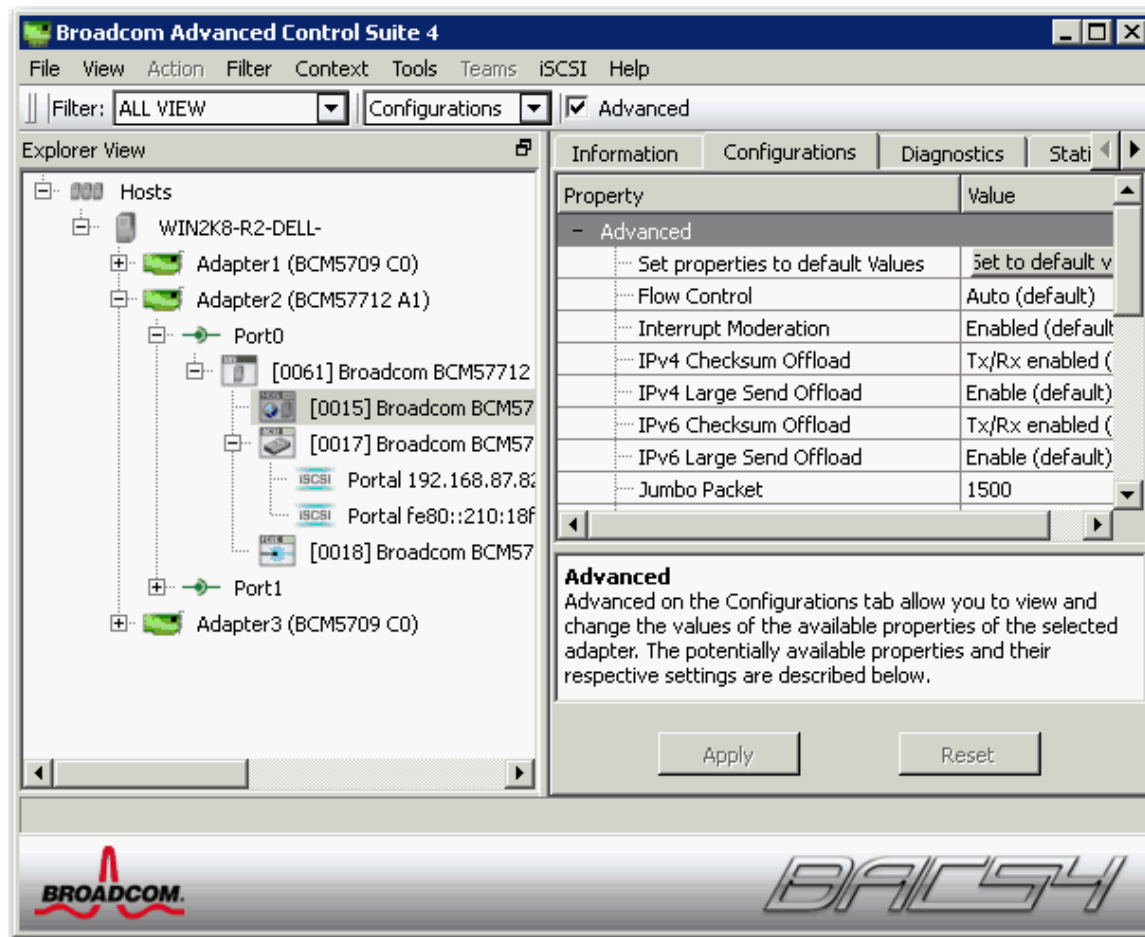 Broadcom Advanced Control Suite 4
File View Action Filter Context Tools Teams iSCSI Help
Filter: ALL VIEW Configurations Advanced
Explorer View
Hosts
WIN2K8-R2-DELL-
Adapter1 (BCM5709 C0)
Adapter2 (BCM57712 A1)
Port0
[0061] Broadcom BCM57712
[0015] Broadcom BCM57
[0017] Broadcom BCM57
iSCSI Portal 192.168.87.82
iSCSI Portal fe80::210:18f
[0018] Broadcom BCM57
Port1
Adapter3 (BCM5709 C0)
Information Configurations Diagnostics Stati
Property Value
Advanced
Set properties to default Values Set to default v
Flow Control Auto (default)
Interrupt Moderation Enabled (default
IPv4 Checksum Offload Tx/Rx enabled (
IPv4 Large Send Offload Enable (default)
IPv6 Checksum Offload Tx/Rx enabled (
IPv6 Large Send Offload Enable (default)
Jumbo Packet 1500
Advanced
Advanced on the Configurations tab allow you to view and
change the values of the available properties of the selected
adapter. The potentially available properties and their
respective settings are described below.
Apply Reset
BROADCOM.
BACS4